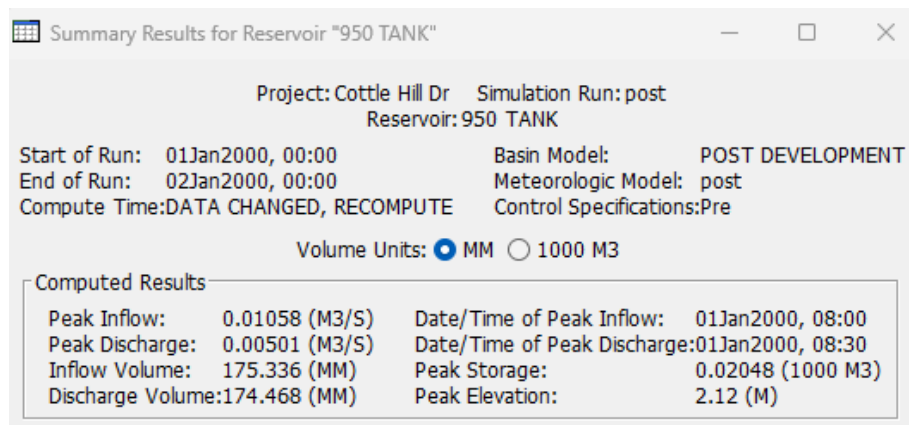 Summary Results for Reservoir "950 TANK"
Project: Cottle Hill Dr Simulation Run: post
Reservoir: 950 TANK
Start of Run: 01Jan2000, 00:00 Basin Model: POST DEVELOPMENT
End of Run: 02Jan2000, 00:00 Meteorologic Model: post
Compute Time:DATA CHANGED, RECOMPUTE Control Specifications:Pre
Volume Units: MM 1000 M3
Computed Results
Peak Inflow: 0.01058 (M3/S) Date/Time of Peak Inflow: 01Jan2000, 08:00
Peak Discharge: 0.00501 (M3/S) Date/Time of Peak Discharge:01Jan2000, 08:30
Inflow Volume: 175.336 (MM) Peak Storage: 0.02048 (1000 M3)
Discharge Volume:174.468 (MM) Peak Elevation: 2.12 (M)